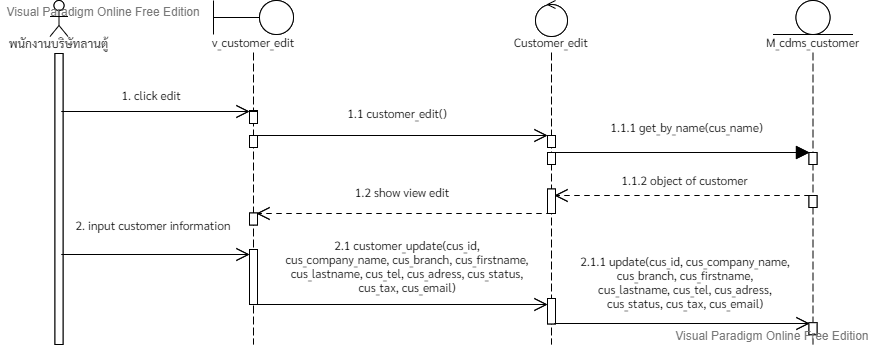 Visual Paradigm Online Free Edition
พนักงานบริษัทลานตู้
v_customer_edit
Customer_edit
M_cdms_customer
1. click edit
1.1 customer_edit()
1.1.1 get_by_name(cus_name)
1.1.2 object of customer
1.2 show view edit
2. input customer information
2.1 customer_update(cus_id,
cus_company_name, cus_branch, cus_firstname,
cus_lastname, cus_tel, cus_adress, cus_status,
cus_tax, cus_email)
2.1.1 update(cus_id, cus_company_name,
cus_branch, cus_firstname,
cus_lastname, cus_tel, cus_adress,
cus_status, cus_tax, cus_email)
Visual Paradigm Online Free Edition